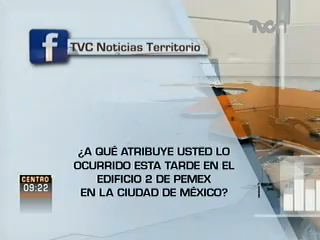 TVC
TVC Noticias Territorio
¿A QUÉ ATRIBUYE USTED LO
OCURRIDO ESTA TARDE EN EL
EDIFICIO 2 DE PEMEX
EN LA CIUDAD DE MÉXICO?
CENTRO
09:22